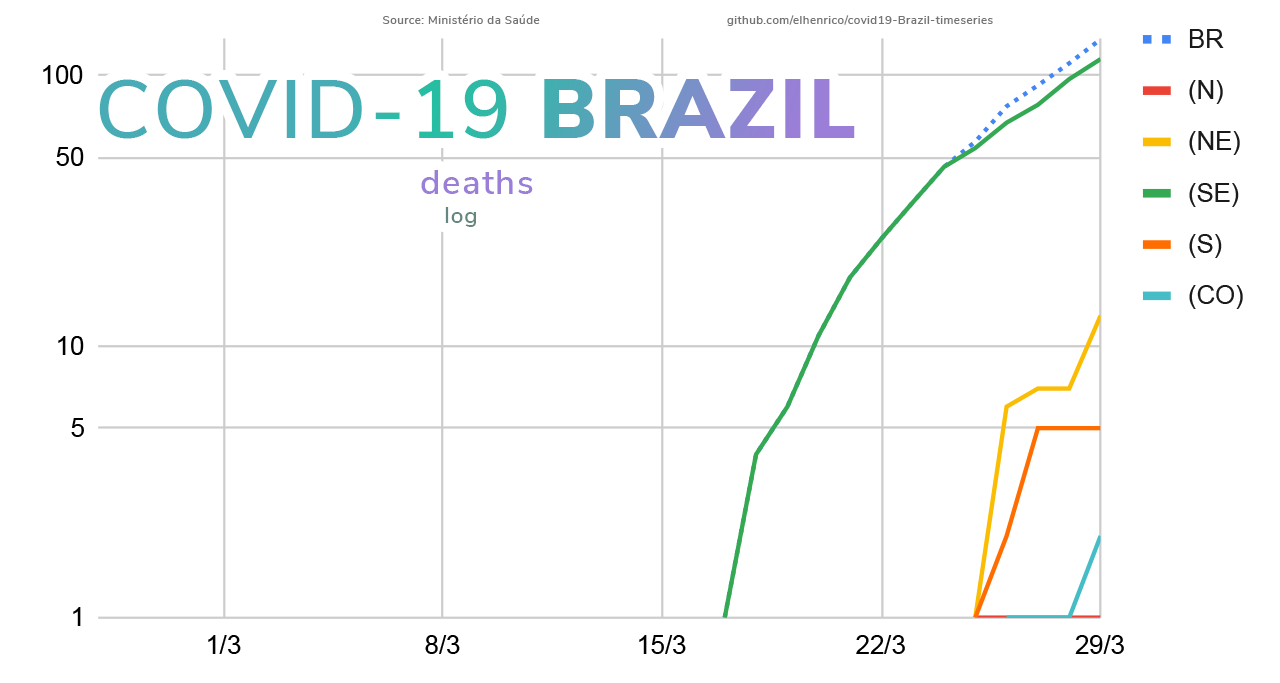 Source: Ministério da Saúde
github.com/elhenrico/covid19-Brazil-timeseries
COVID-19 BRAZIL
deaths
log
100
50
10
5
1
1/3
8/3
15/3
22/3
29/3
BR
(N)
(NE)
(SE)
(S)
(CO)